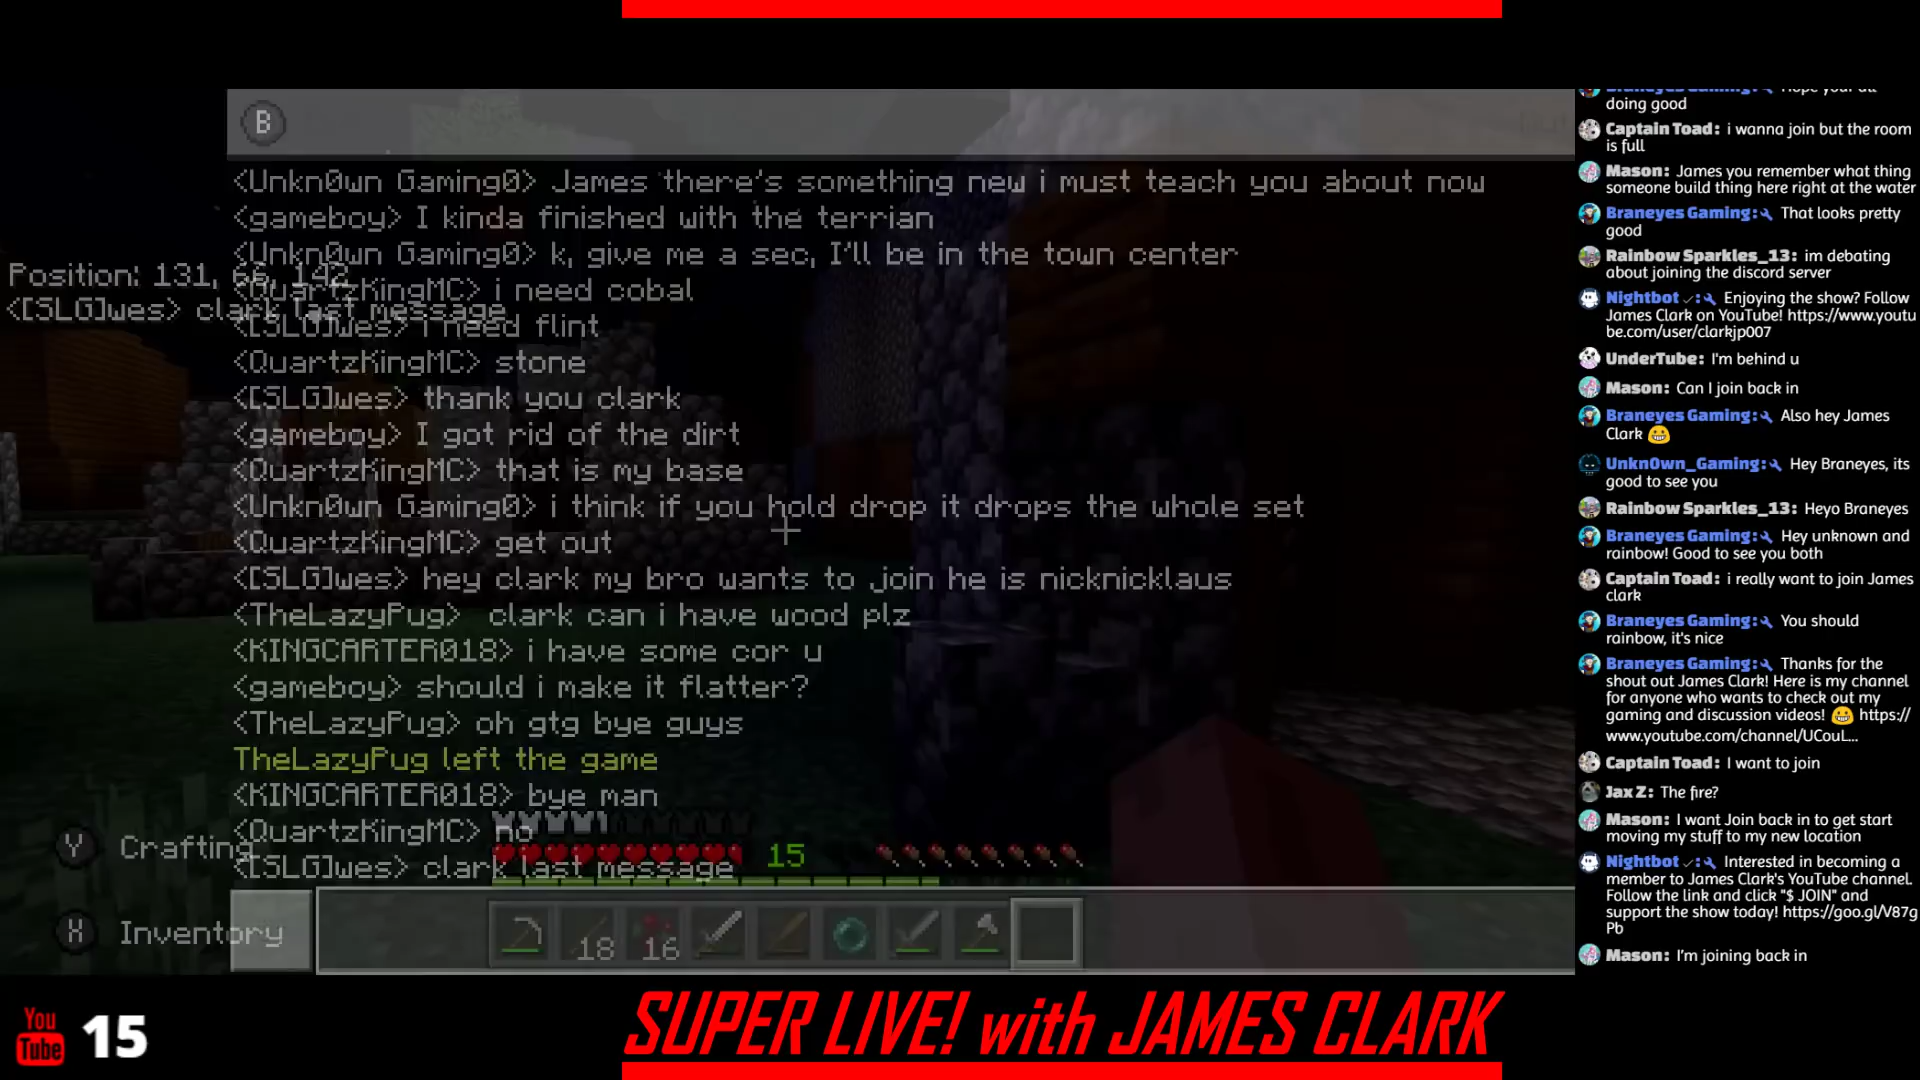 B
<Unkn0wn Gaming0> James there's something new i must teach you about now
<gameboy> I kinda finished with the terrian
<Unkn0wn Gaming0> k, give me a sec, I'll be in the town center
Position: 131, 66, 142
<QuartzKingMC> i need cobal
<[SLG]wes> clark last message
<[SLG]wes> i need flint
<QuartzKingMC> stone
<[SLG]wes> thank you clark
<gameboy> I got rid of the dirt
<QuartzKingMC> that is my base
<Unkn0wn Gaming0> i think if you hold drop it drops the whole set
<QuartzKingMC> get out
<[SLG]wes> hey clark my bro wants to join he is nicknicklaus
<TheLazyPug> clark can i have wood plz
<KINGCARTER018> i have some cor u
<gameboy> should i make it flatter?
<TheLazyPug> oh gtg bye guys
TheLazyPug left the game
<KINGCARTER018> bye man
<QuartzKingMC> no
<[SLG]wes> clark last message
15
Y Crafting
X Inventory
18
16
Braneyes Gaming: Hope your all
doing good
Captain Toad: i wanna join but the room
is full
Mason: James you remember what thing
someone build thing here right at the water
Braneyes Gaming: That looks pretty
good
Rainbow Sparkles_13: im debating
about joining the discord server
Nightbot ✓: Enjoying the show? Follow
James Clark on YouTube! https://www.youtu
be.com/user/clarkjp007
UnderTube: I'm behind u
Mason: Can I join back in
Braneyes Gaming: Also hey James
Clark 😀
Unkn0wn_Gaming: Hey Braneyes, its
good to see you
Rainbow Sparkles_13: Heyo Braneyes
Braneyes Gaming: Hey unknown and
rainbow! Good to see you both
Captain Toad: i really want to join James
clark
Braneyes Gaming: You should
rainbow, it's nice
Braneyes Gaming: Thanks for the
shout out James Clark! Here is my channel
for anyone who wants to check out my
gaming and discussion videos! 😀 https://
www.youtube.com/channel/UCouL...
Captain Toad: I want to join
Jax Z: The fire?
Mason: I want Join back in to get start
moving my stuff to my new location
Nightbot ✓: Interested in becoming a
member to James Clark's YouTube channel.
Follow the link and click "$ JOIN" and
support the show today! https://goo.gl/V87g
Pb
Mason: I'm joining back in
You
Tube
15
SUPER LIVE! with JAMES CLARK